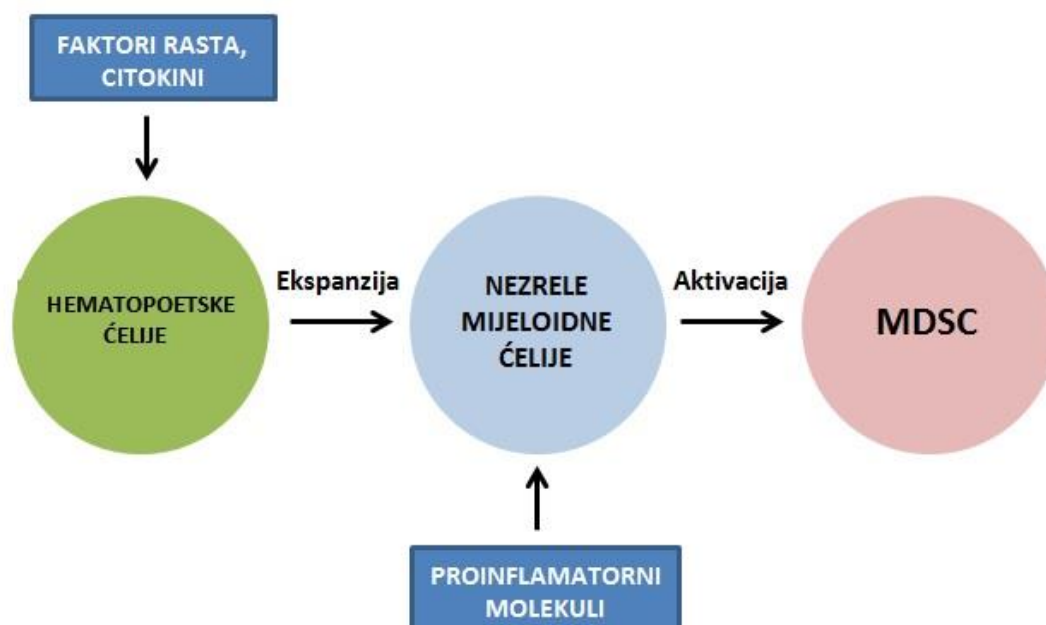 FAKTORI RASTA,
CITOKINI
HEMATOPOETSKE
ĆELIJE
Ekspanzija
NEZRELE
MIJELOIDNE
ĆELIJE
Aktivacija
MDSC
PROINFLAMATORNI
MOLEKULI